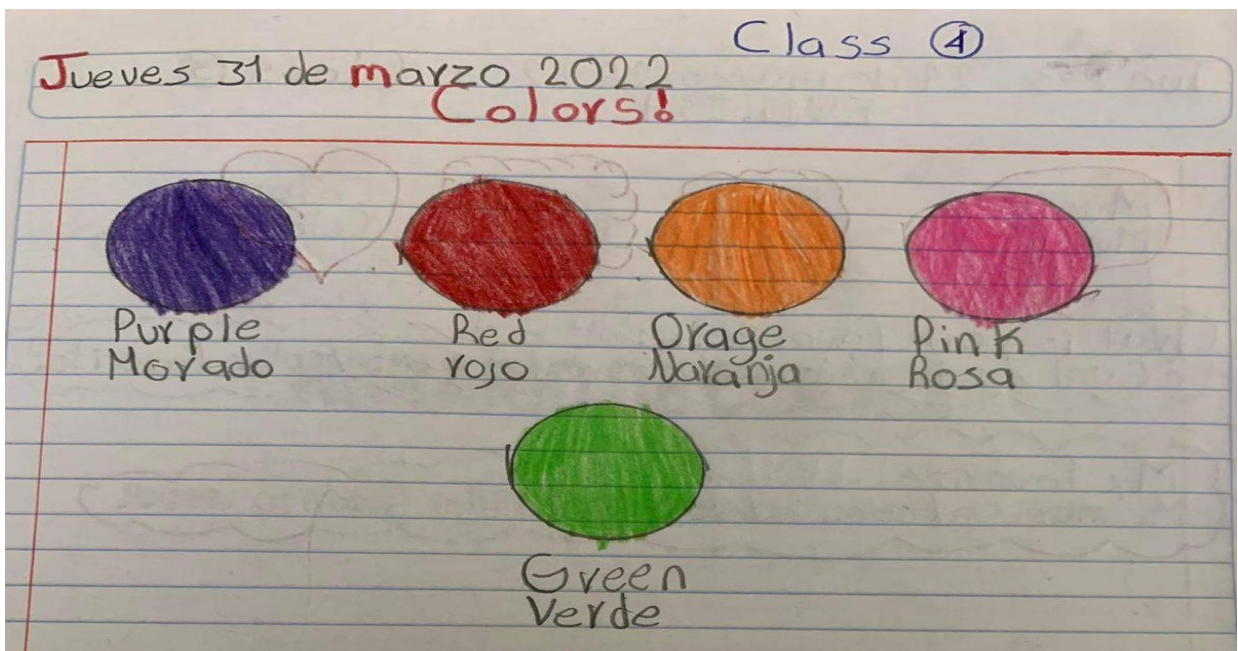 Class ④
Jueves 31 de marzo 2022
Colors!
Purple Red Orage Pink
Morado rojo Naranja Rosa
Green
Verde